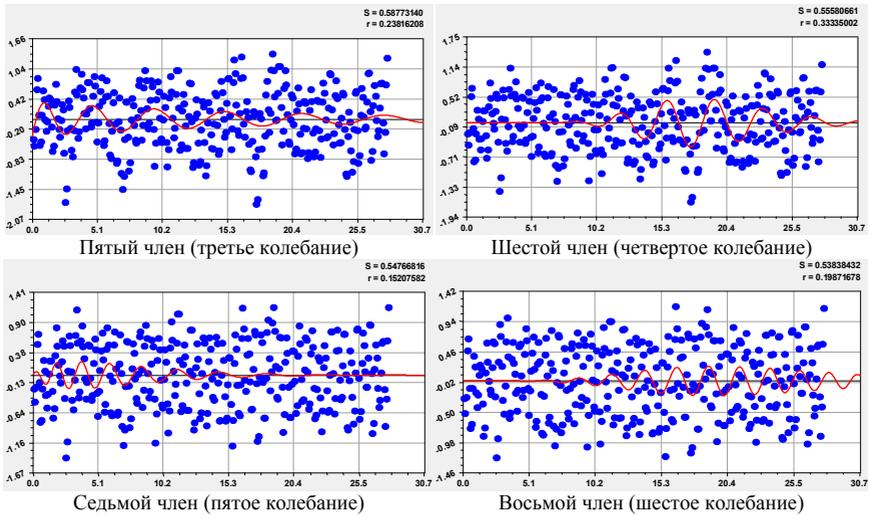 S = 0.58773140
r = 0.23816208
1.66
1.04
0.42
-0.20
-0.83
-1.45
-2.07
0.0 5.1 10.2 15.3 20.4 25.5 30.7
Пятый член (третье колебание)
S = 0.55580661
r = 0.33335002
1.75
1.14
0.52
-0.09
-0.71
-1.33
-1.94
0.0 5.1 10.2 15.3 20.4 25.5 30.7
Шестой член (четвертое колебание)
S = 0.54766816
r = 0.15207582
1.41
0.90
0.38
-0.13
-0.64
-1.16
-1.67
0.0 5.1 10.2 15.3 20.4 25.5 30.7
Седьмой член (пятое колебание)
S = 0.53838432
r = 0.19871678
1.42
0.94
0.46
-0.02
-0.50
-0.98
-1.46
0.0 5.1 10.2 15.3 20.4 25.5 30.7
Восьмой член (шестое колебание)